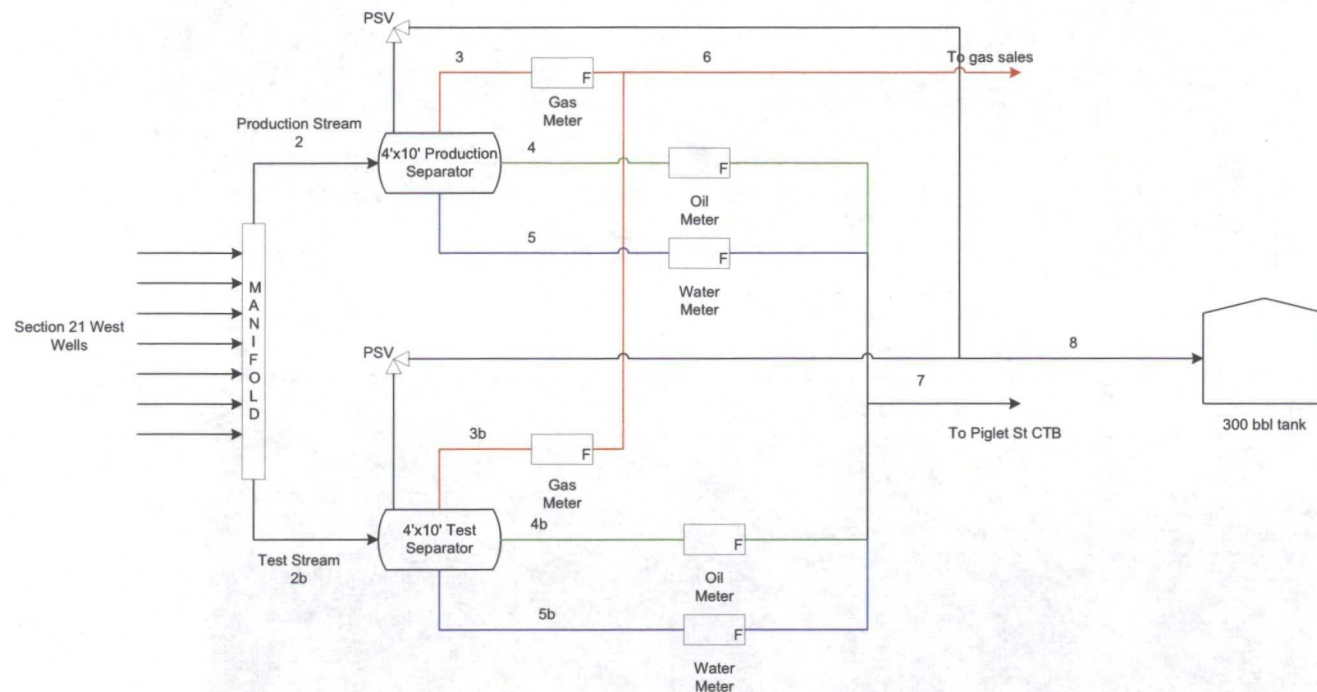 PSV
3
6
To gas sales
F
Gas
Meter
Production Stream
2
4'x10' Production
Separator
4
F
Oil
Meter
5
F
Water
Meter
MANIFOLD
Section 21 West
Wells
PSV
8
7
To Piglet St CTB
300 bbl tank
3b
F
Gas
Meter
4'x10' Test
Separator
4b
F
Oil
Meter
Test Stream
2b
5b
F
Water
Meter